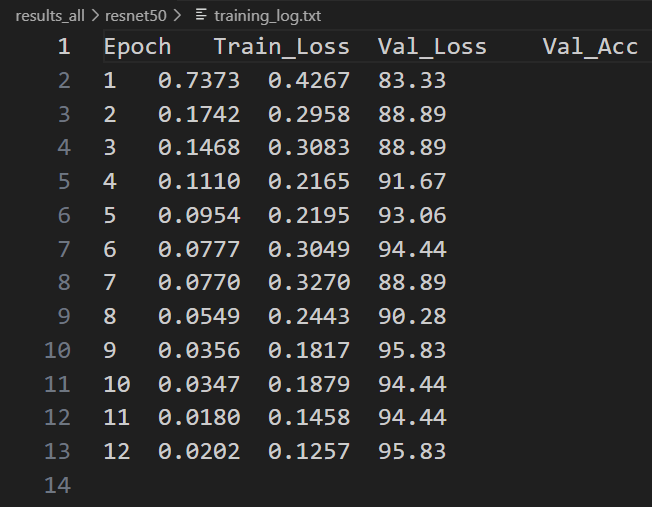 results_all > resnet50 > training_log.txt
1 Epoch Train_Loss Val_Loss Val_Acc
2 1 0.7373 0.4267 83.33
3 2 0.1742 0.2958 88.89
4 3 0.1468 0.3083 88.89
5 4 0.1110 0.2165 91.67
6 5 0.0954 0.2195 93.06
7 6 0.0777 0.3049 94.44
8 7 0.0770 0.3270 88.89
9 8 0.0549 0.2443 90.28
10 9 0.0356 0.1817 95.83
11 10 0.0347 0.1879 94.44
12 11 0.0180 0.1458 94.44
13 12 0.0202 0.1257 95.83
14